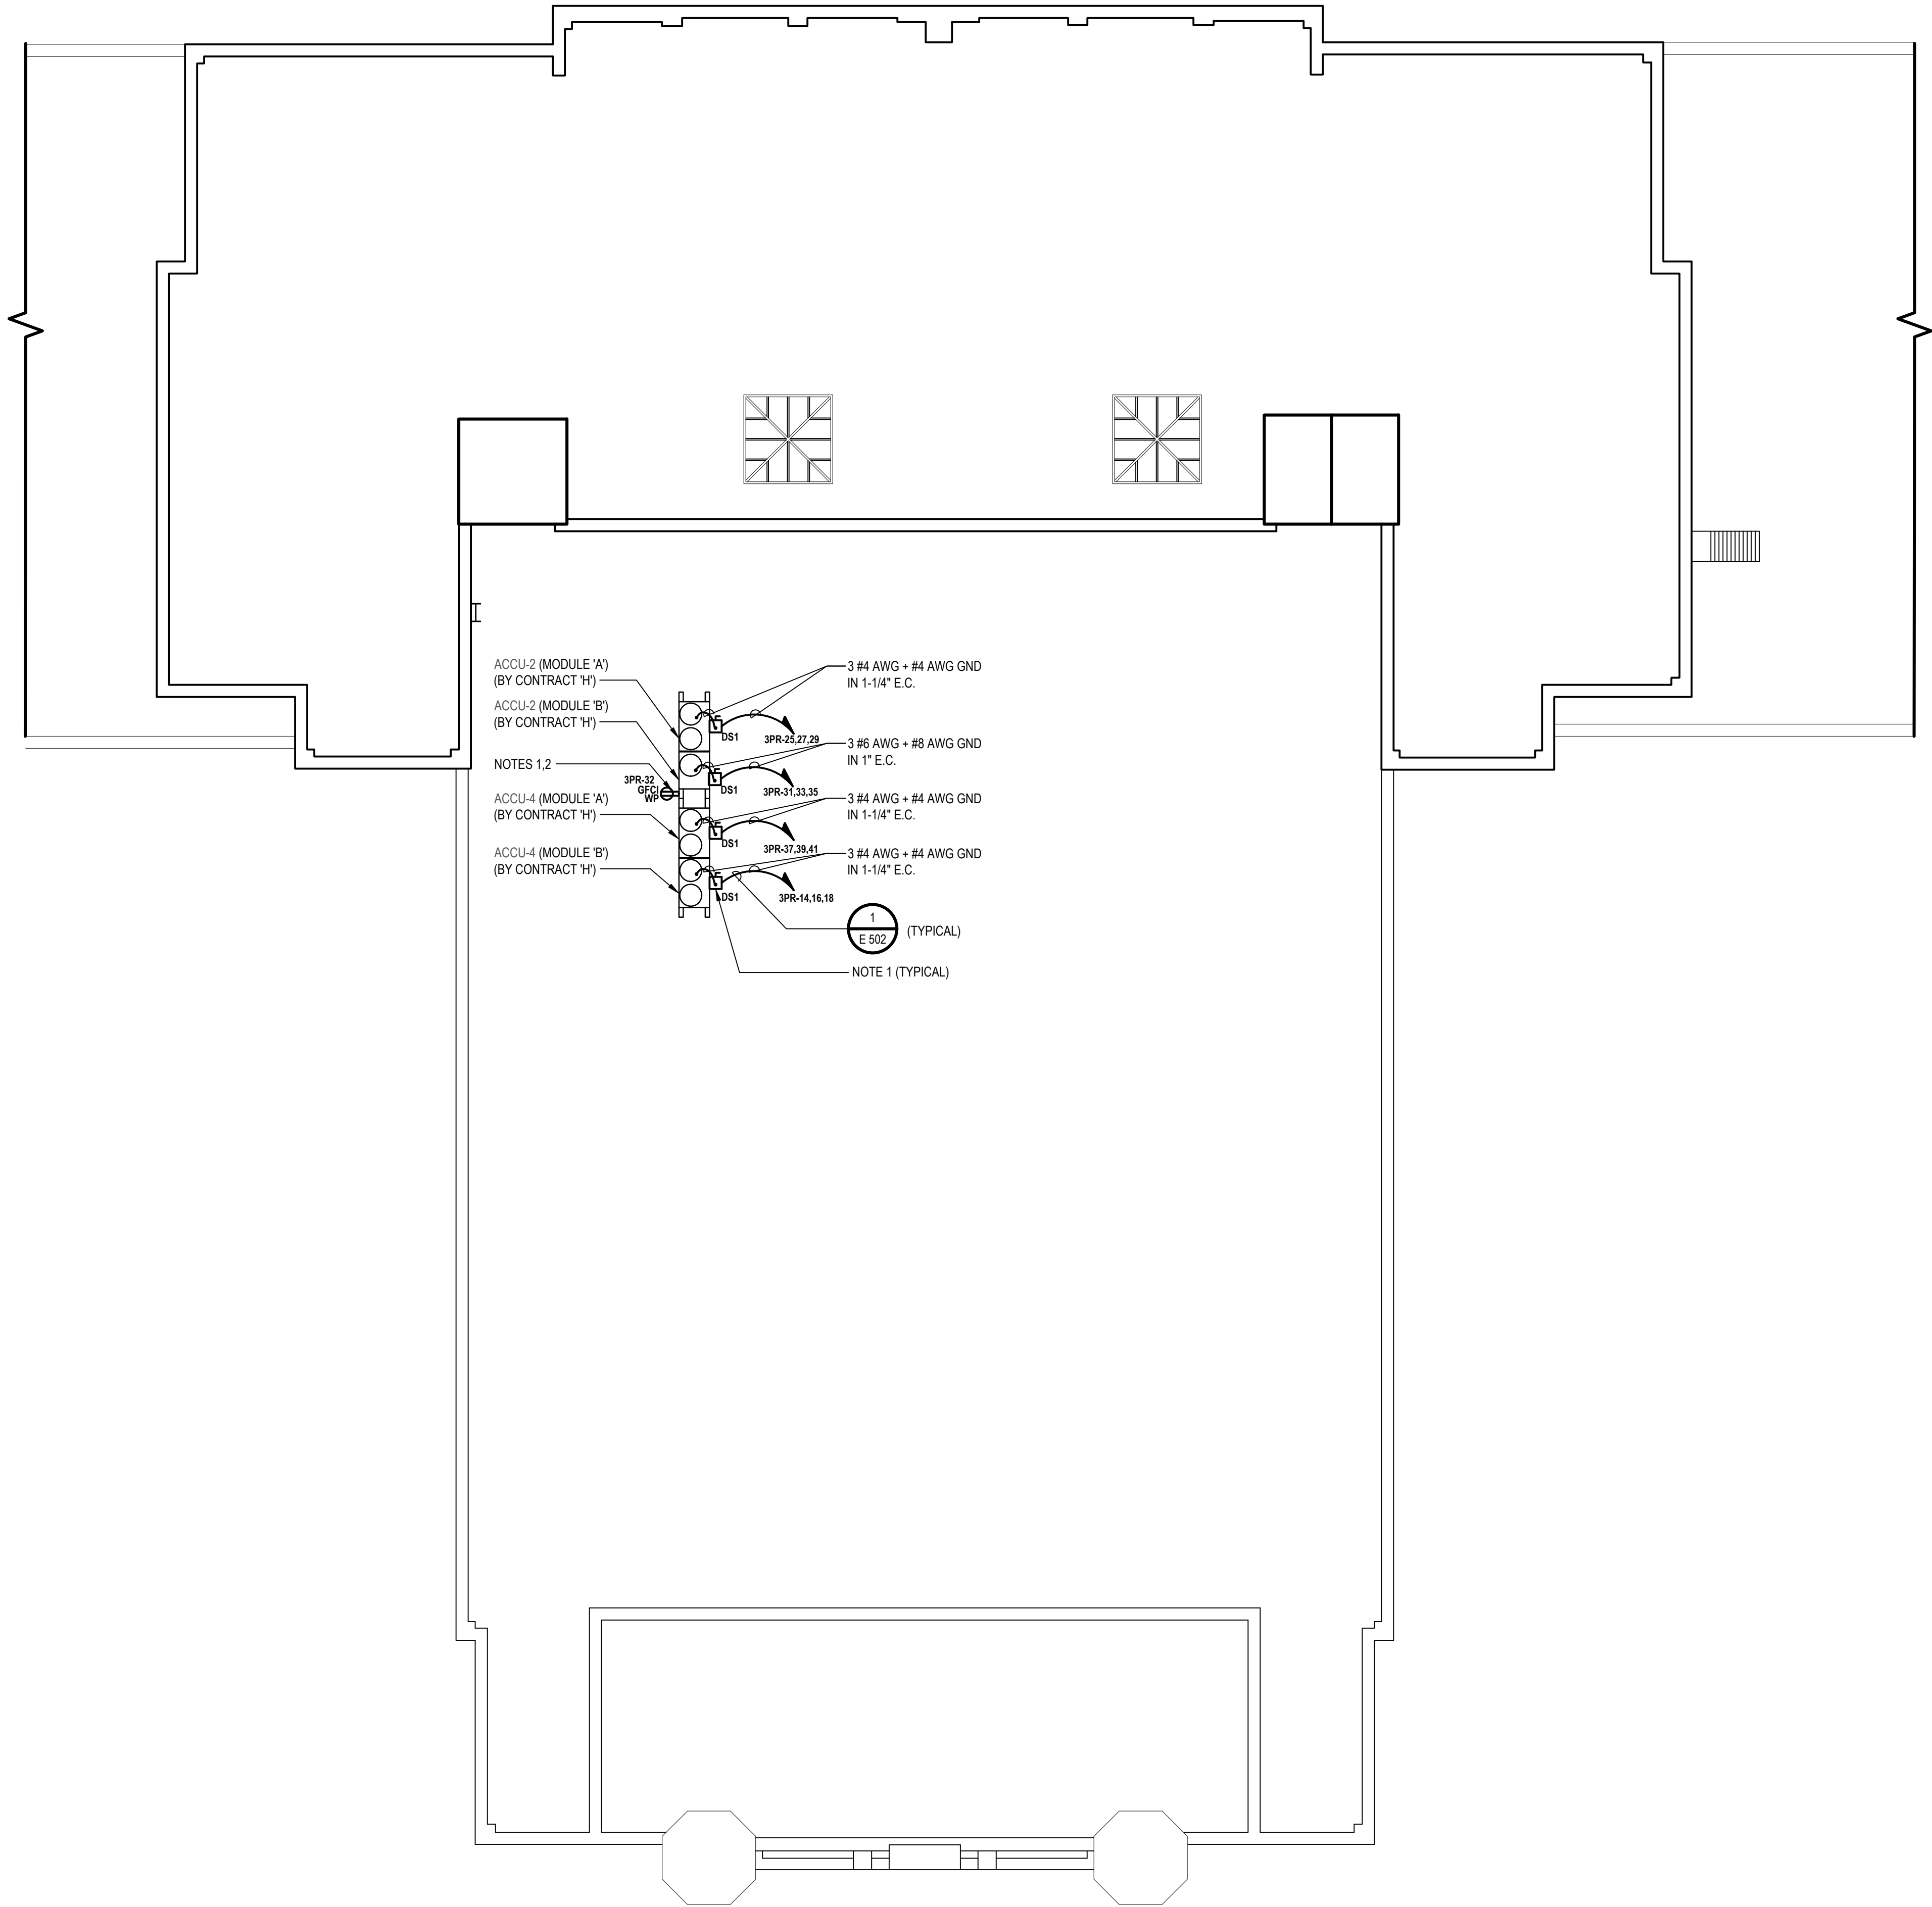 ACCU-2 (MODULE 'A')
(BY CONTRACT 'H')
ACCU-2 (MODULE 'B')
(BY CONTRACT 'H')
NOTES 1,2
3PR-32
GFCI
WP
ACCU-4 (MODULE 'A')
(BY CONTRACT 'H')
ACCU-4 (MODULE 'B')
(BY CONTRACT 'H')
3 #4 AWG + #4 AWG GND
IN 1-1/4" E.C.
DS1
3PR-25,27,29
3 #6 AWG + #8 AWG GND
IN 1" E.C.
DS1
3PR-31,33,35
3 #4 AWG + #4 AWG GND
IN 1-1/4" E.C.
DS1
3PR-37,39,41
3 #4 AWG + #4 AWG GND
IN 1-1/4" E.C.
DS1
3PR-14,16,18
1
E 502
(TYPICAL)
NOTE 1 (TYPICAL)